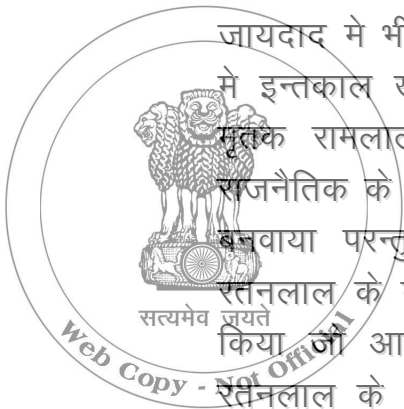 जायदाद मे भी
मे इन्तकाल
मृतक रामलाल
राजनैतिक के
बनवाया परन्तु
रतनलाल के
किया जो आ
रतनलाल के
सत्यमेव जयते
Web Copy - Not Official